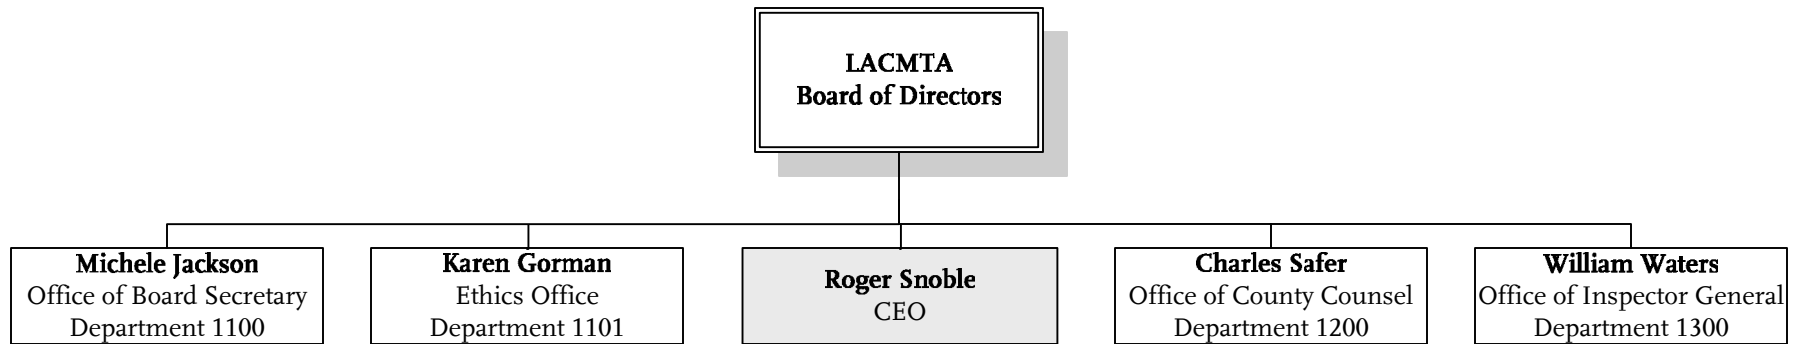 LACMTA
Board of Directors
Michele Jackson
Office of Board Secretary
Department 1100
Karen Gorman
Ethics Office
Department 1101
Roger Snoble
CEO
Charles Safer
Office of County Counsel
Department 1200
William Waters
Office of Inspector General
Department 1300